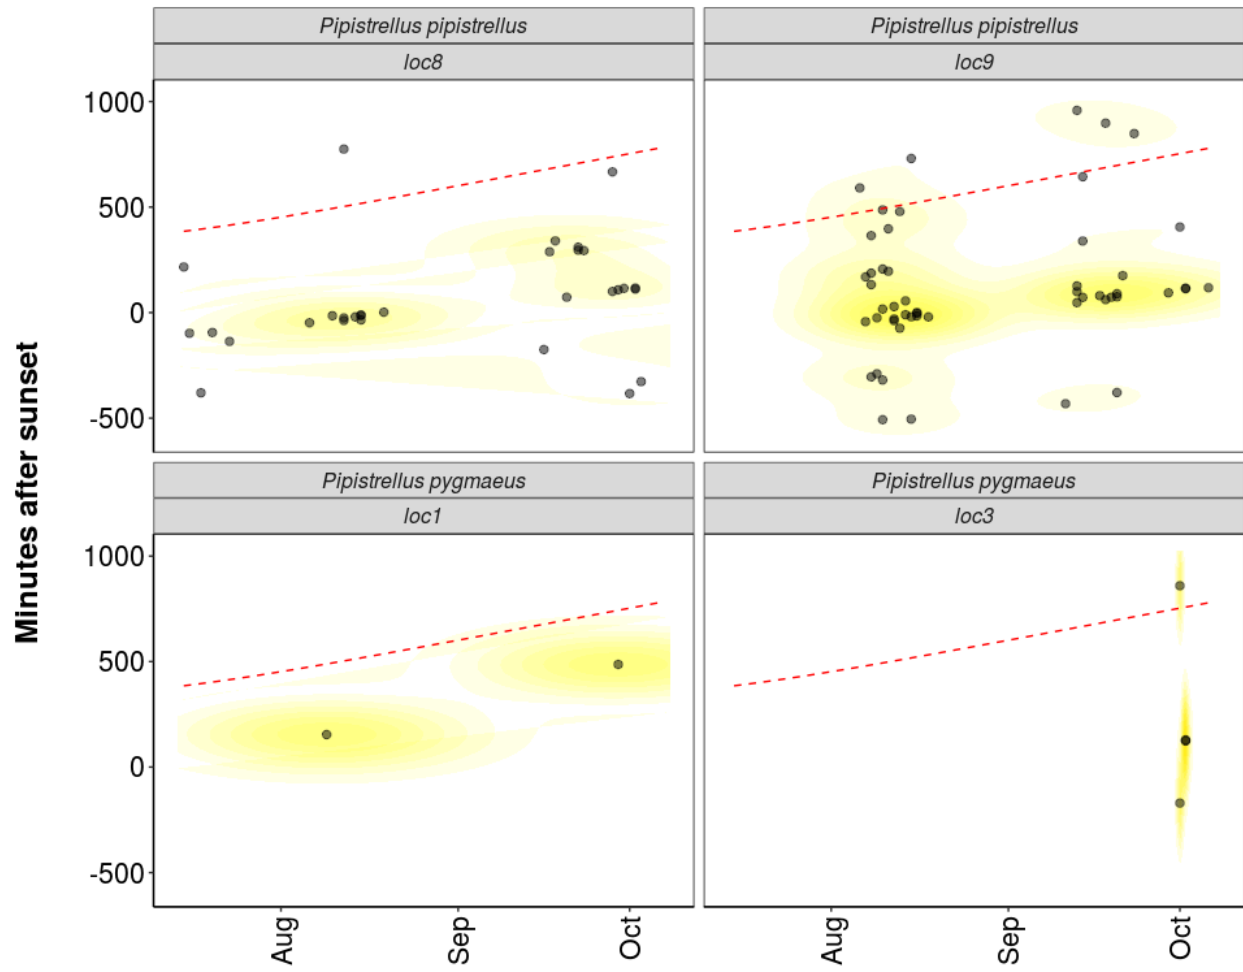 Pipistrellus pipistrellus
Pipistrellus pipistrellus
loc8
loc9
1000
500
0
-500
Minutes after sunset
Pipistrellus pygmaeus
Pipistrellus pygmaeus
loc1
loc3
1000
500
0
-500
Aug
Sep
Oct
Aug
Sep
Oct